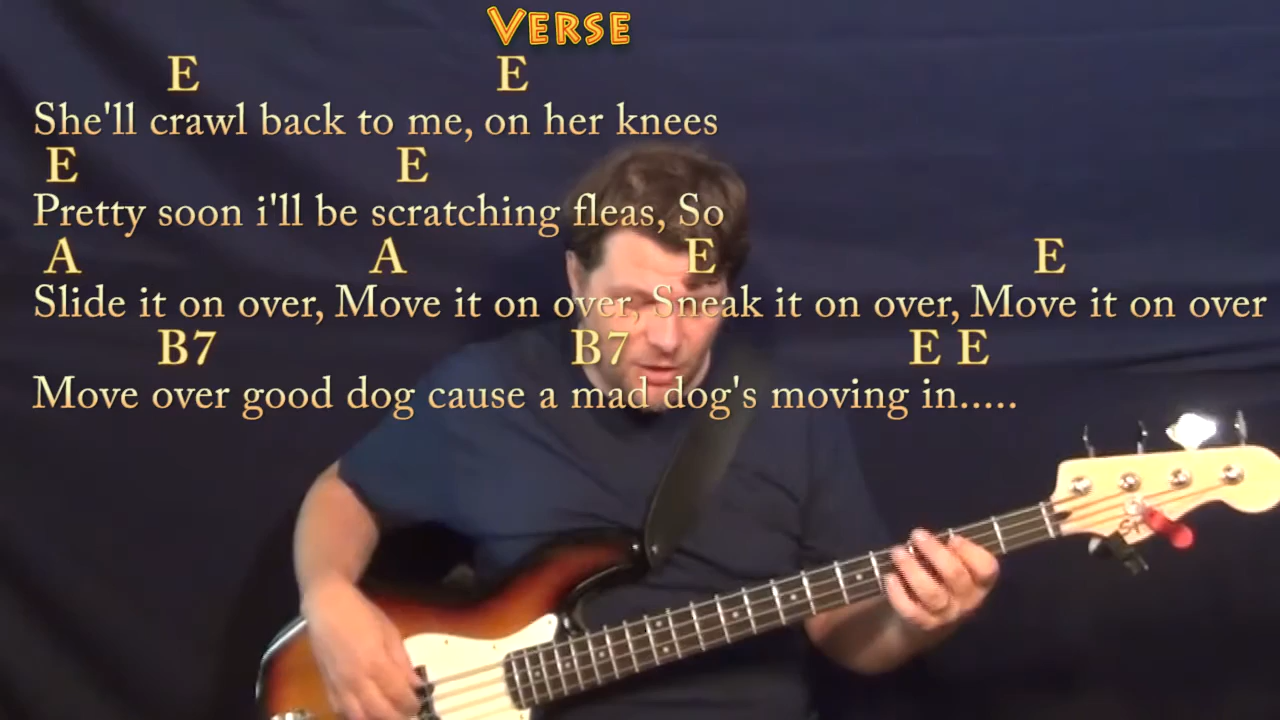 VERSE
E E
She'll crawl back to me, on her knees
E E
Pretty soon i'll be scratching fleas, So
A A E E
Slide it on over, Move it on over, Sneak it on over, Move it on over
B7 B7 E E
Move over good dog cause a mad dog's moving in.....